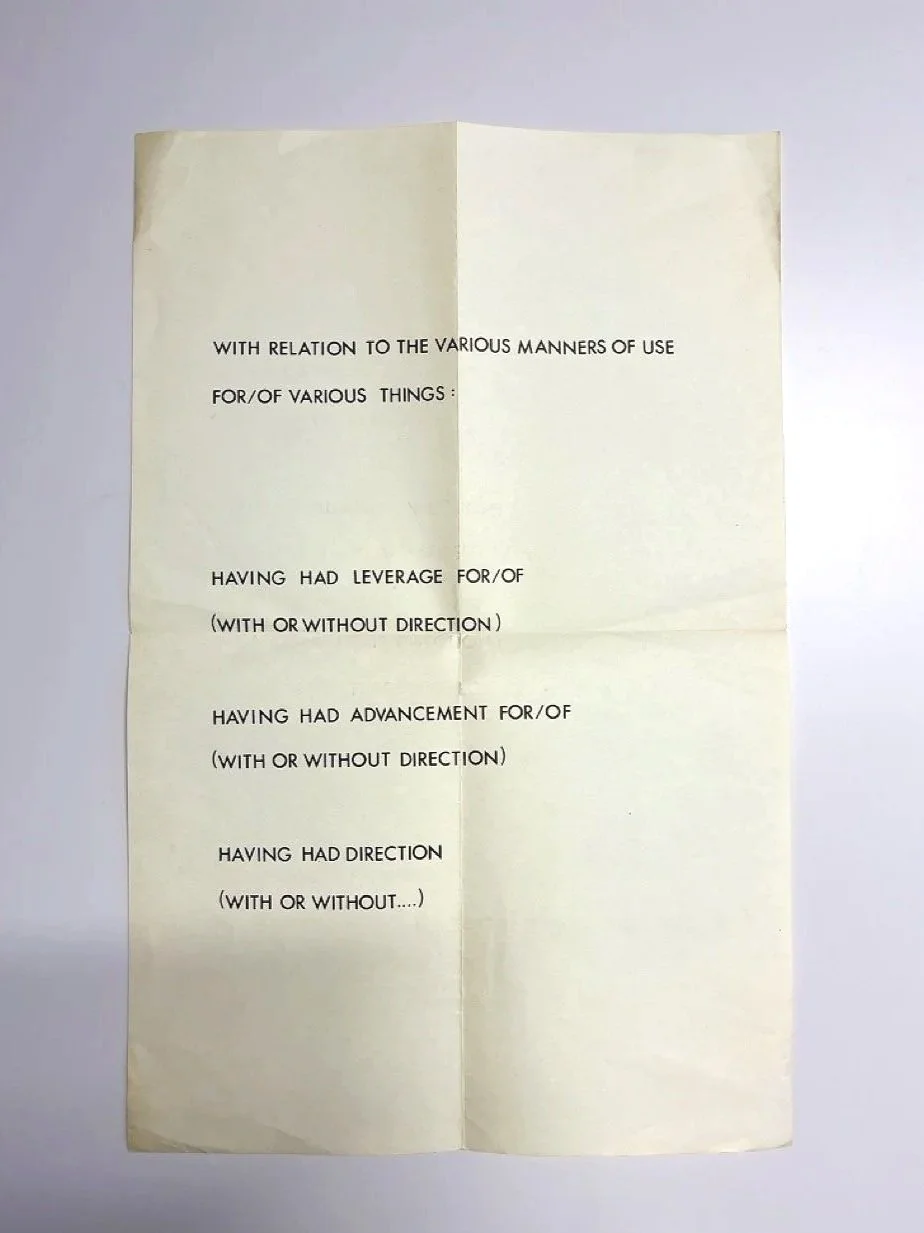 WITH RELATION TO THE VARIOUS MANNERS OF USE
FOR/OF VARIOUS THINGS:
HAVING HAD LEVERAGE FOR/OF
(WITH OR WITHOUT DIRECTION)
HAVING HAD ADVANCEMENT FOR/OF
(WITH OR WITHOUT DIRECTION)
HAVING HAD DIRECTION
(WITH OR WITHOUT....)